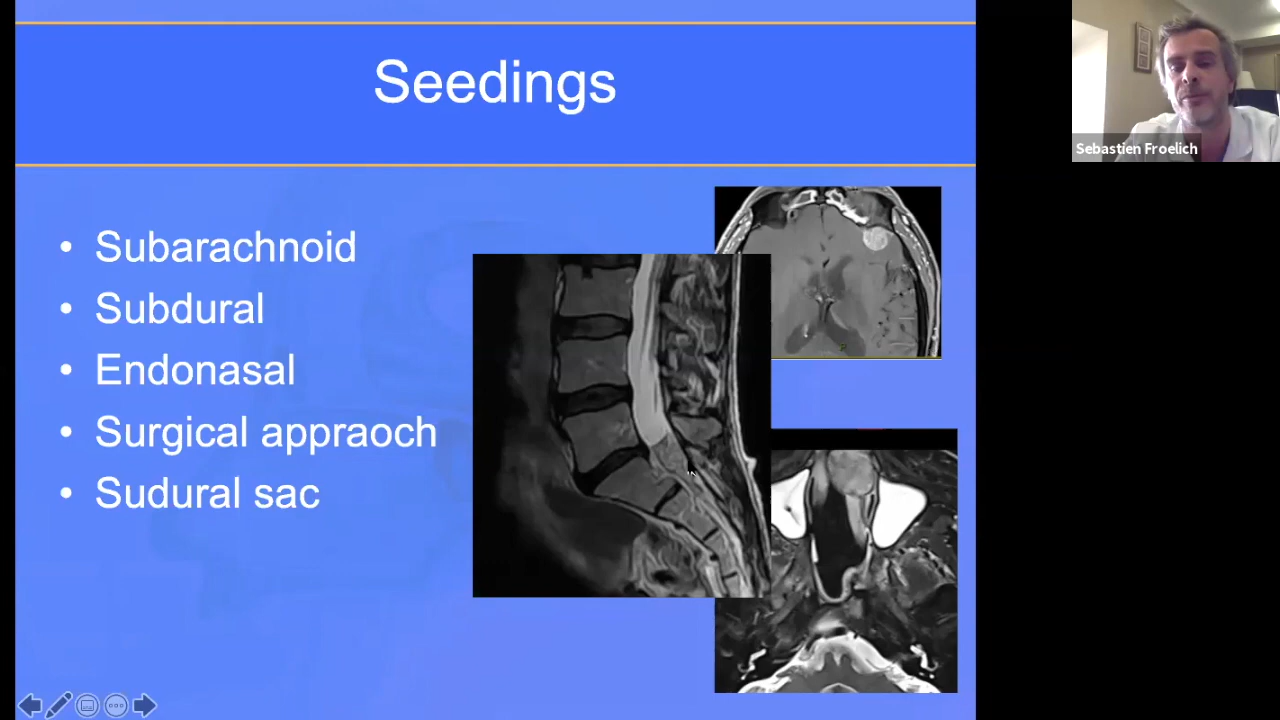 Seedings
• Subarachnoid
• Subdural
• Endonasal
• Surgical appraoch
• Sudural sac
Sebastien Froelich